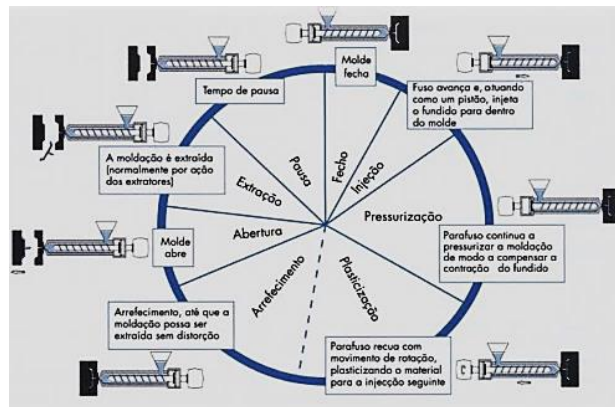 Molde
fecha
Tempo de pausa
Fuso avança e, atuando
como um pistão, injeta
o fundido para dentro
do molde
A moldação é extraída
(normalmente por ação
dos extratores)
Pausa
Fecho
Injeção
Extração
Pressurização
Abertura
Molde
abre
Parafuso continua a
pressurizar a moldação
de modo a compensar
a contração do fundido
Arrefecimento
Plasticização
Arrefecimento, até que a
moldação possa ser
extraída sem distorção
Parafuso recua com
movimento de rotação,
plasticizando o material
para a injecção seguinte